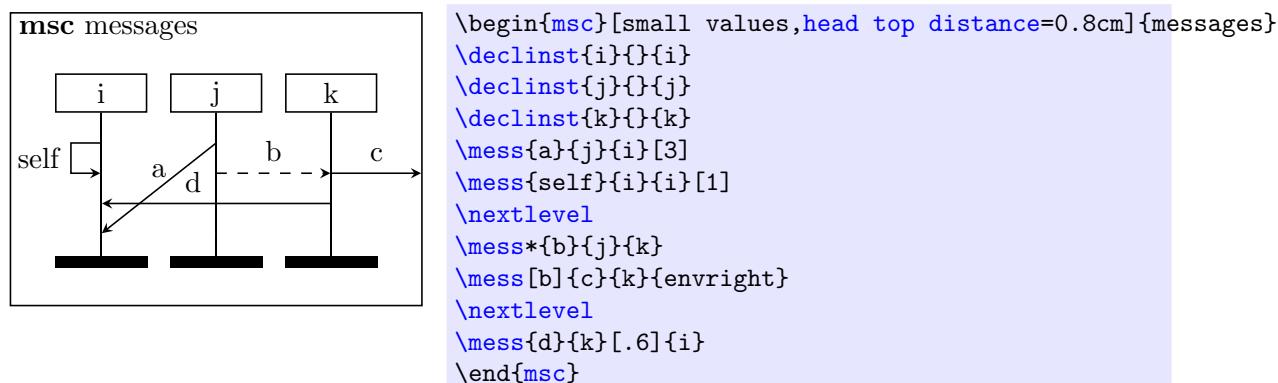 msc messages
i j k
self a d b c
\begin{msc}[small values,head top distance=0.8cm]{messages}
\declinst{i}{}{i}
\declinst{j}{}{j}
\declinst{k}{}{k}
\mess{a}{j}{i}[3]
\mess{self}{i}{i}[1]
\nextlevel
\mess*{b}{j}{k}
\mess[b]{c}{k}{envright}
\nextlevel
\mess{d}{k}[.6]{i}
\end{msc}